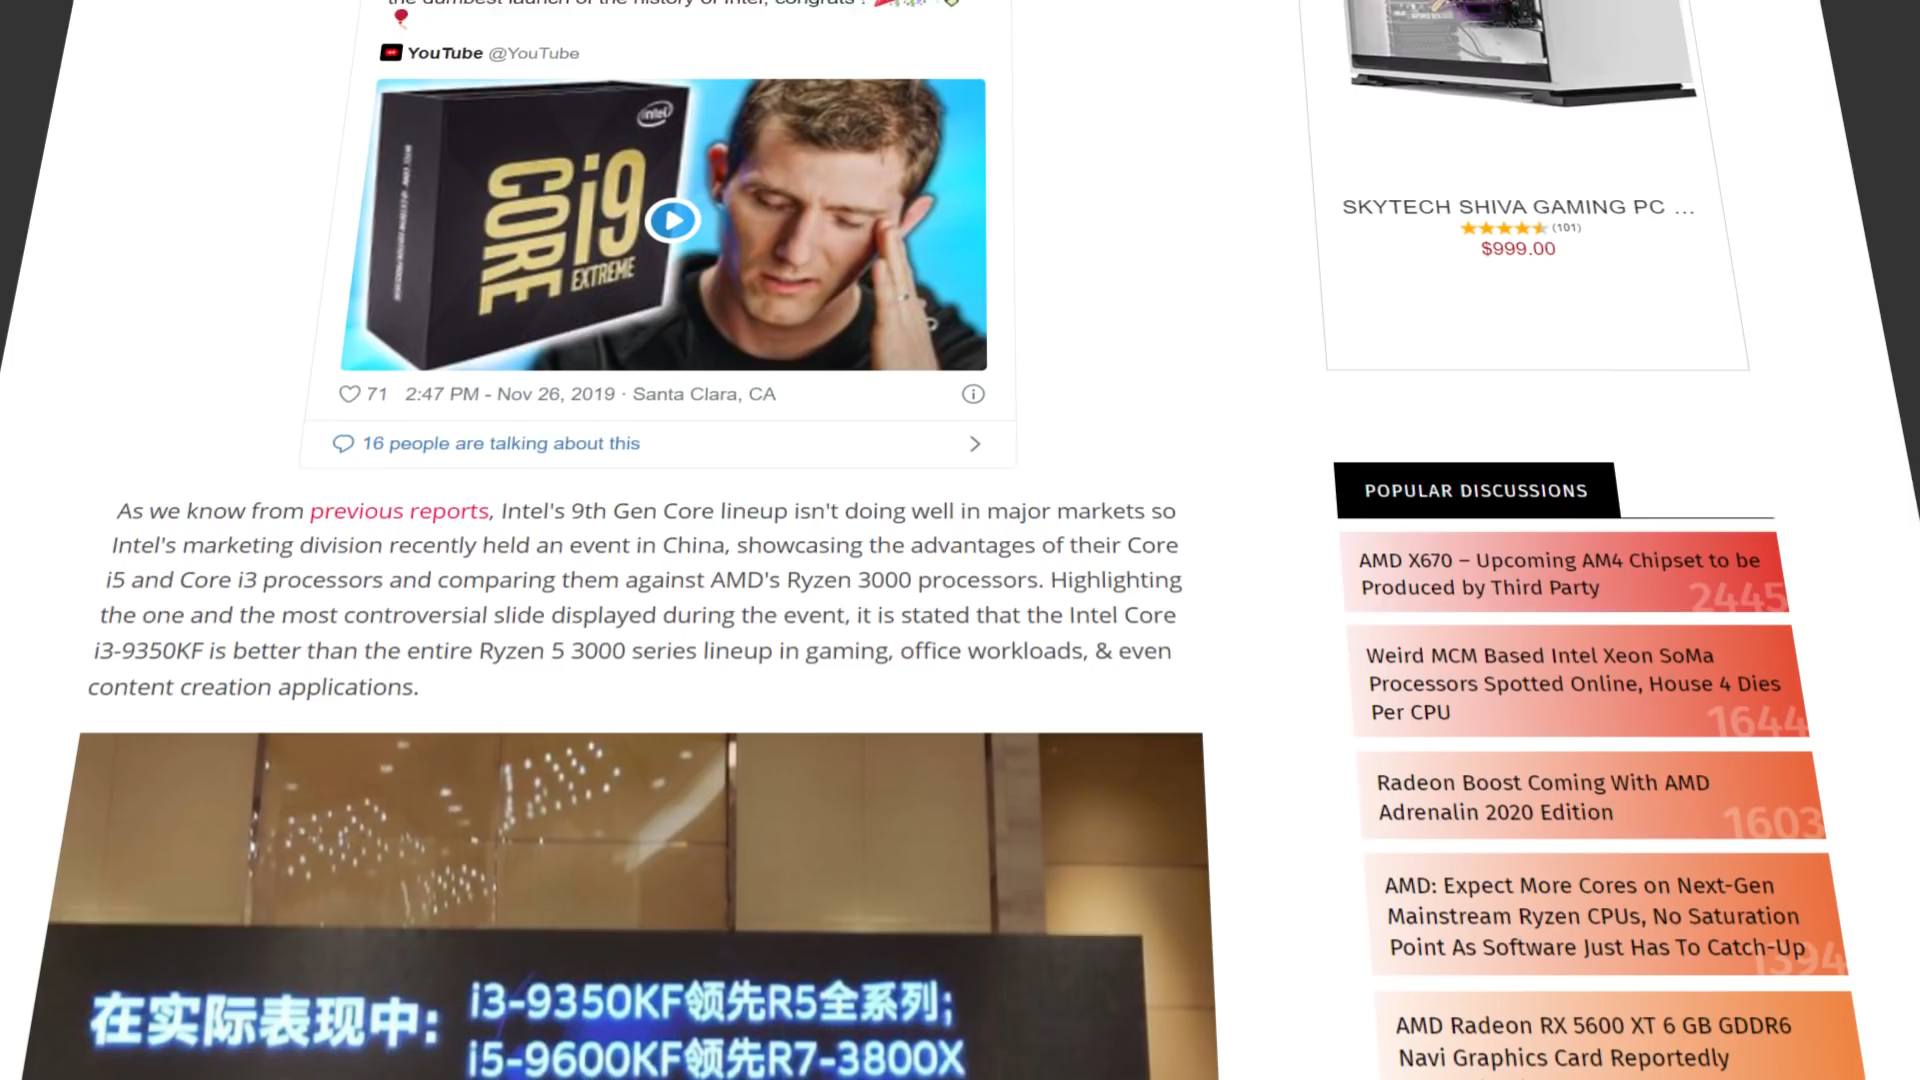 the dumbest launch of the history of Intel, congrats !
YouTube @YouTube
intel
CORE i9
EXTREME
71 2:47 PM - Nov 26, 2019 · Santa Clara, CA
16 people are talking about this
As we know from previous reports, Intel's 9th Gen Core lineup isn't doing well in major markets so
Intel's marketing division recently held an event in China, showcasing the advantages of their Core
i5 and Core i3 processors and comparing them against AMD's Ryzen 3000 processors. Highlighting
the one and the most controversial slide displayed during the event, it is stated that the Intel Core
i3-9350KF is better than the entire Ryzen 5 3000 series lineup in gaming, office workloads, & even
content creation applications.
在实际表现中:
i3-9350KF领先R5全系列;
i5-9600KF领先R7-3800X
SKYTECH SHIVA GAMING PC ...
(101)
$999.00
POPULAR DISCUSSIONS
AMD X670 – Upcoming AM4 Chipset to be
Produced by Third Party
2445
Weird MCM Based Intel Xeon SoMa
Processors Spotted Online, House 4 Dies
Per CPU
1644
Radeon Boost Coming With AMD
Adrenalin 2020 Edition
1603
AMD: Expect More Cores on Next-Gen
Mainstream Ryzen CPUs, No Saturation
Point As Software Just Has To Catch-Up
1394
AMD Radeon RX 5600 XT 6 GB GDDR6
Navi Graphics Card Reportedly